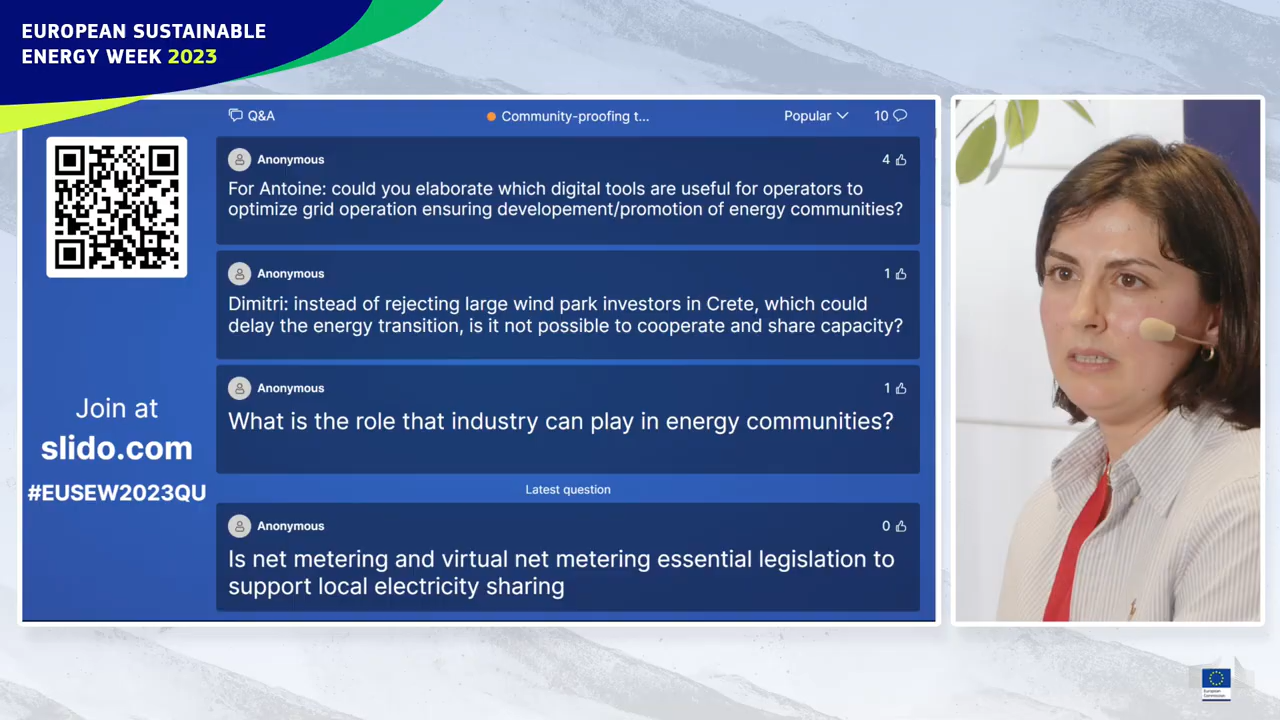 EUROPEAN SUSTAINABLE
ENERGY WEEK 2023
Q&A
Community-proofing t...
Popular
10
Anonymous
4
For Antoine: could you elaborate which digital tools are useful for operators to
optimize grid operation ensuring developement/promotion of energy communities?
Anonymous
1
Dimitri: instead of rejecting large wind park investors in Crete, which could
delay the energy transition, is it not possible to cooperate and share capacity?
Anonymous
1
What is the role that industry can play in energy communities?
Latest question
Anonymous
0
Is net metering and virtual net metering essential legislation to
support local electricity sharing
Join at
slido.com
#EUSEW2023QU
European
Commission